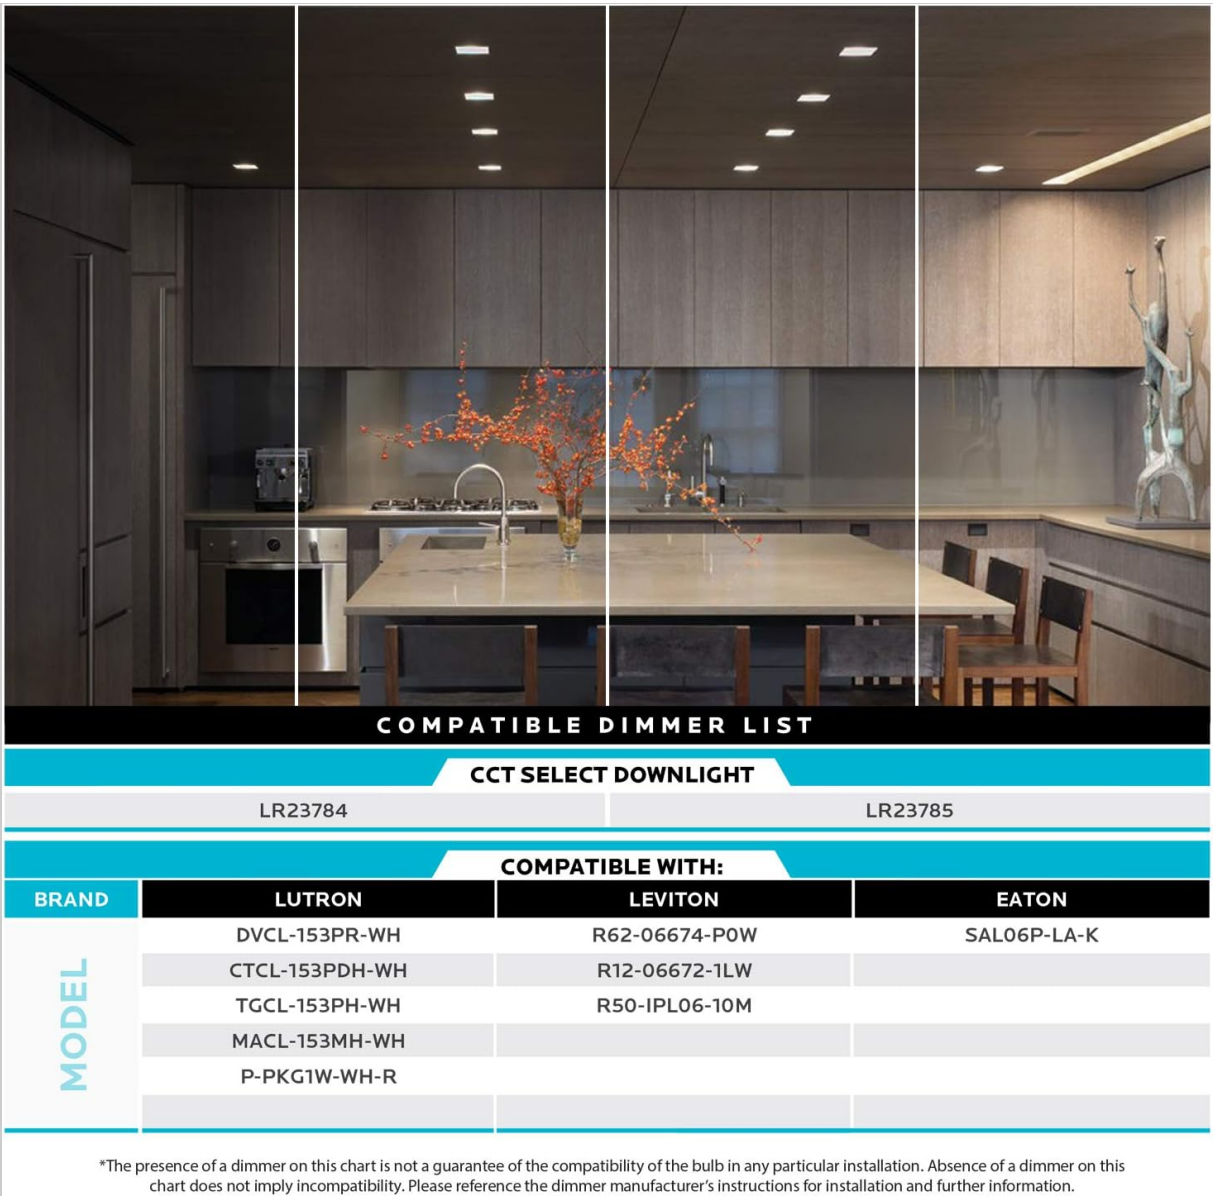 COMPATIBLE DIMMER LIST
CCT SELECT DOWNLIGHT
LR23784 LR23785
COMPATIBLE WITH:
BRAND LUTRON LEVITON EATON
MODEL
DVCL-153PR-WH R62-06674-P0W SAL06P-LA-K
CTCL-153PDH-WH R12-06672-1LW
TGCL-153PH-WH R50-IPL06-10M
MACL-153MH-WH
P-PKG1W-WH-R
*The presence of a dimmer on this chart is not a guarantee of the compatibility of the bulb in any particular installation. Absence of a dimmer on this
chart does not imply incompatibility. Please reference the dimmer manufacturer's instructions for installation and further information.